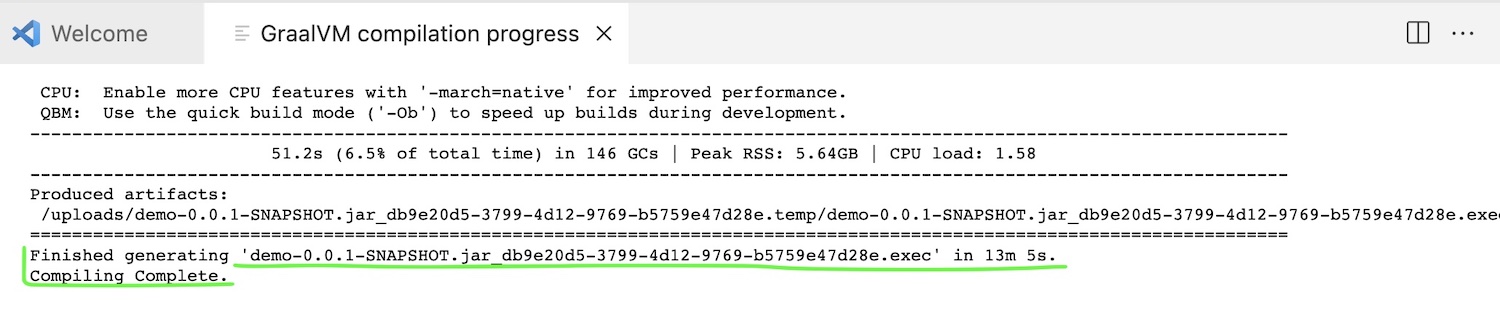 Welcome
GraalVM compilation progress
CPU:  Enable more CPU features with '-march=native' for improved performance.
QBM:  Use the quick build mode ('-Ob') to speed up builds during development.
51.2s (6.5% of total time) in 146 GCs | Peak RSS: 5.64GB | CPU load: 1.58
Produced artifacts:
/uploads/demo-0.0.1-SNAPSHOT.jar_db9e20d5-3799-4d12-9769-b5759e47d28e.temp/demo-0.0.1-SNAPSHOT.jar_db9e20d5-3799-4d12-9769-b5759e47d28e.exe
Finished generating 'demo-0.0.1-SNAPSHOT.jar_db9e20d5-3799-4d12-9769-b5759e47d28e.exec' in 13m 5s.
Compiling Complete.